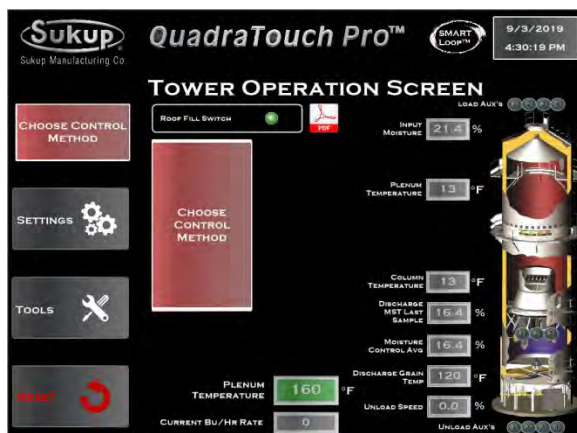 Sukup
Sukup Manufacturing Co.
QuadraTouch Pro™
SMART
LOOP™
9/3/2019
4:30:19 PM
TOWER OPERATION SCREEN
CHOOSE CONTROL
METHOD
ROOF FILL SWITCH
PDF
LOAD AUX'S
INPUT
MOISTURE
21.4 %
CHOOSE
CONTROL
METHOD
PLENUM
TEMPERATURE
13 °F
SETTINGS
COLUMN
TEMPERATURE
13 °F
DISCHARGE
MST LAST
SAMPLE
16.4 %
TOOLS
MOISTURE
CONTROL AVG
16.4 %
DISCHARGE GRAIN
TEMP
120 °F
RESET
PLENUM
TEMPERATURE
160 °F
UNLOAD SPEED
0.0 %
CURRENT BU/HR RATE
0
UNLOAD AUX'S